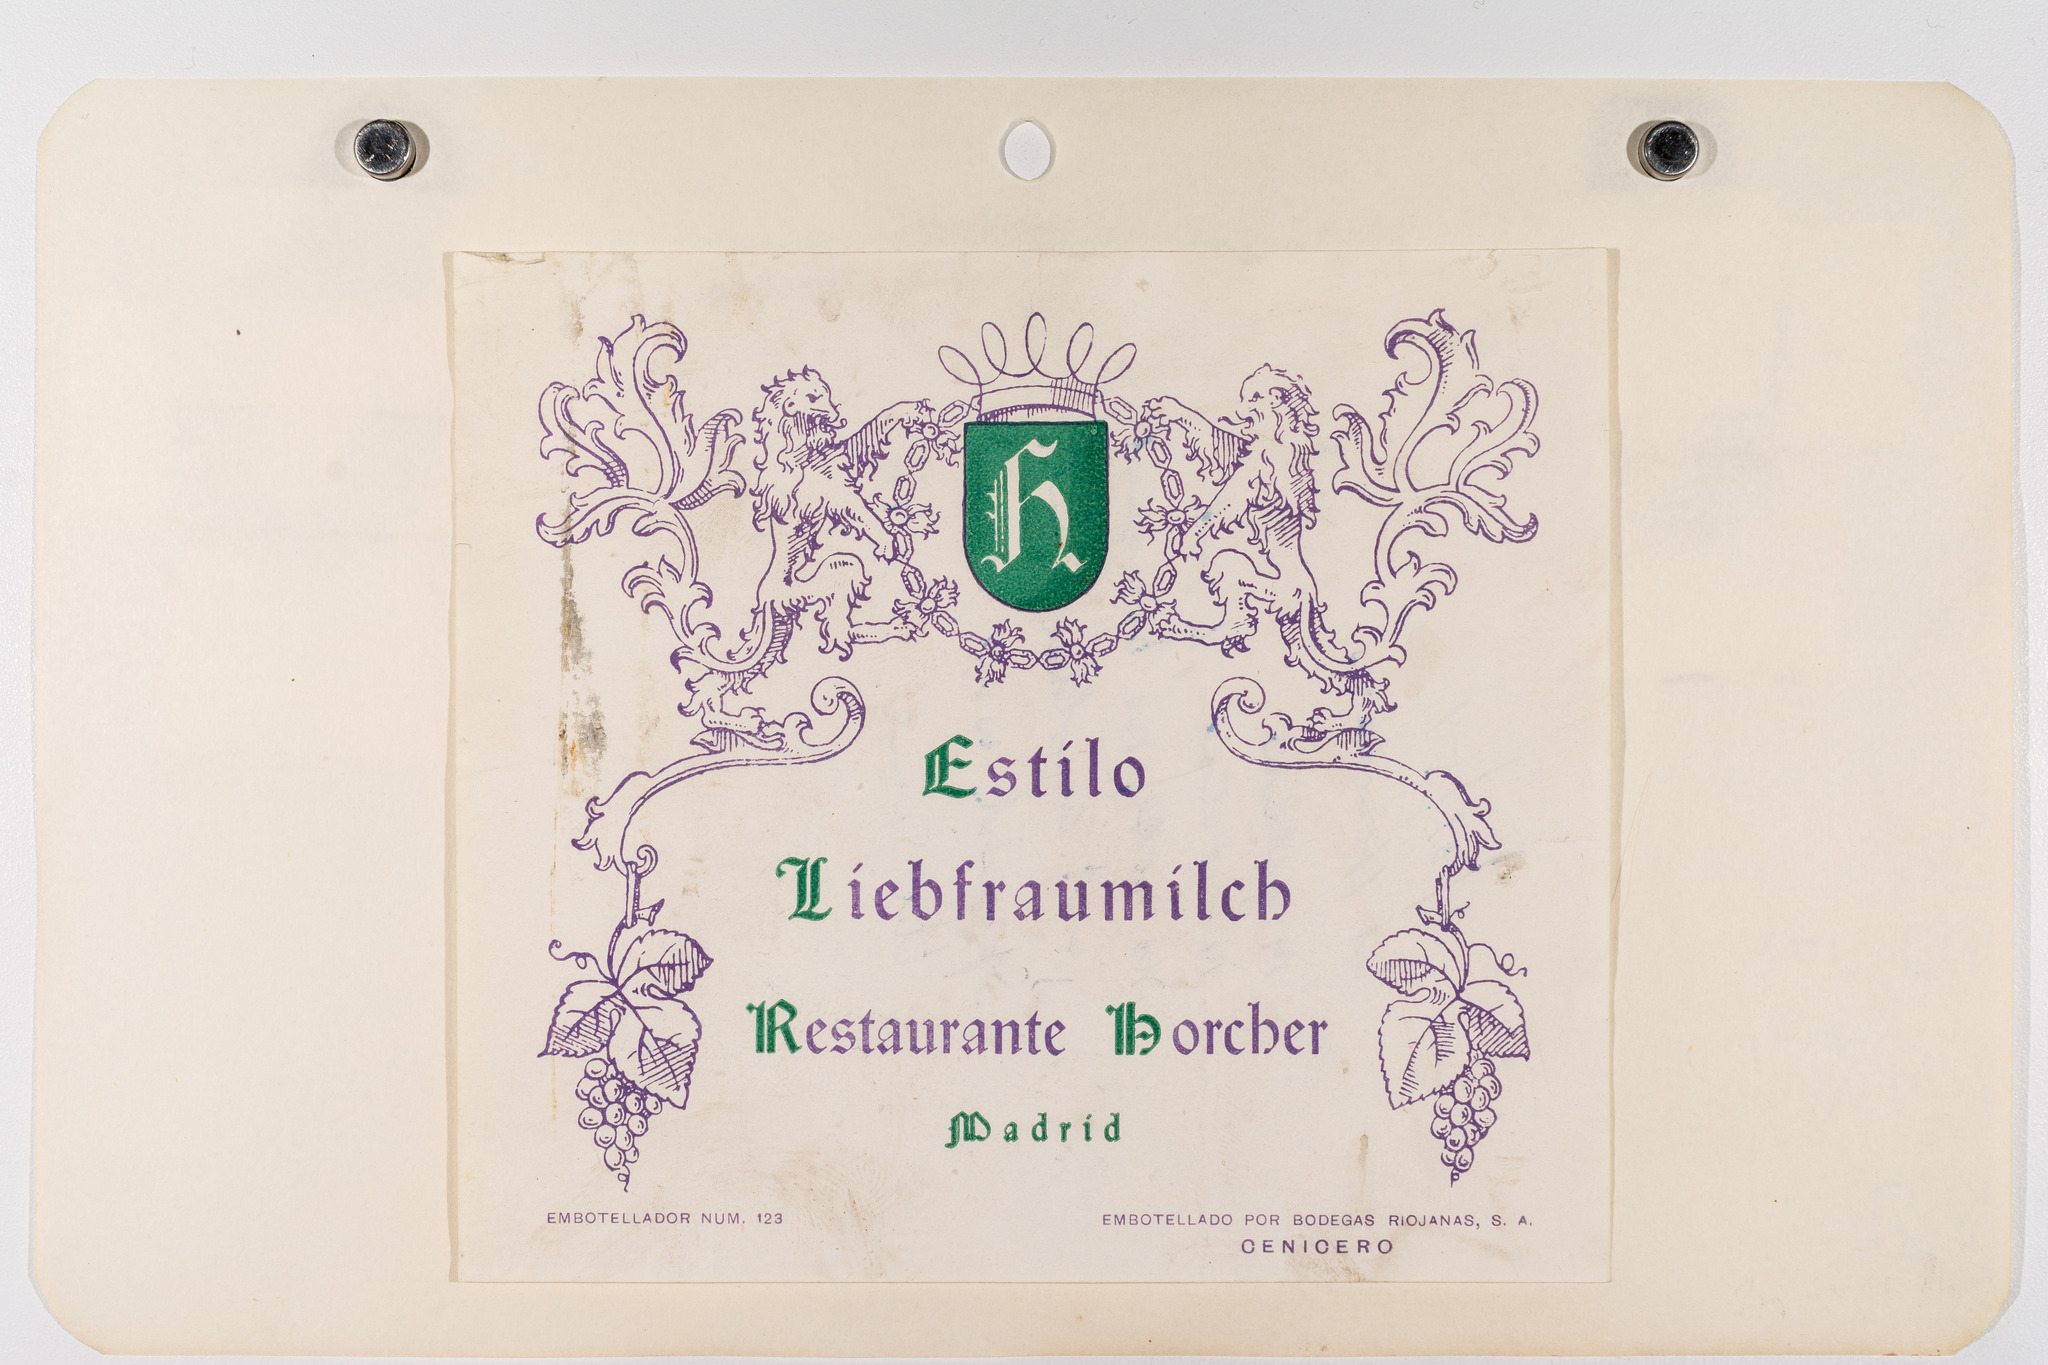 H
Estilo
Liebfraumilch
Restaurante Horcher
Madrid
EMBOTELLADOR NUM. 123
EMBOTELLADO POR BODEGAS RIOJANAS, S. A.
CENICERO